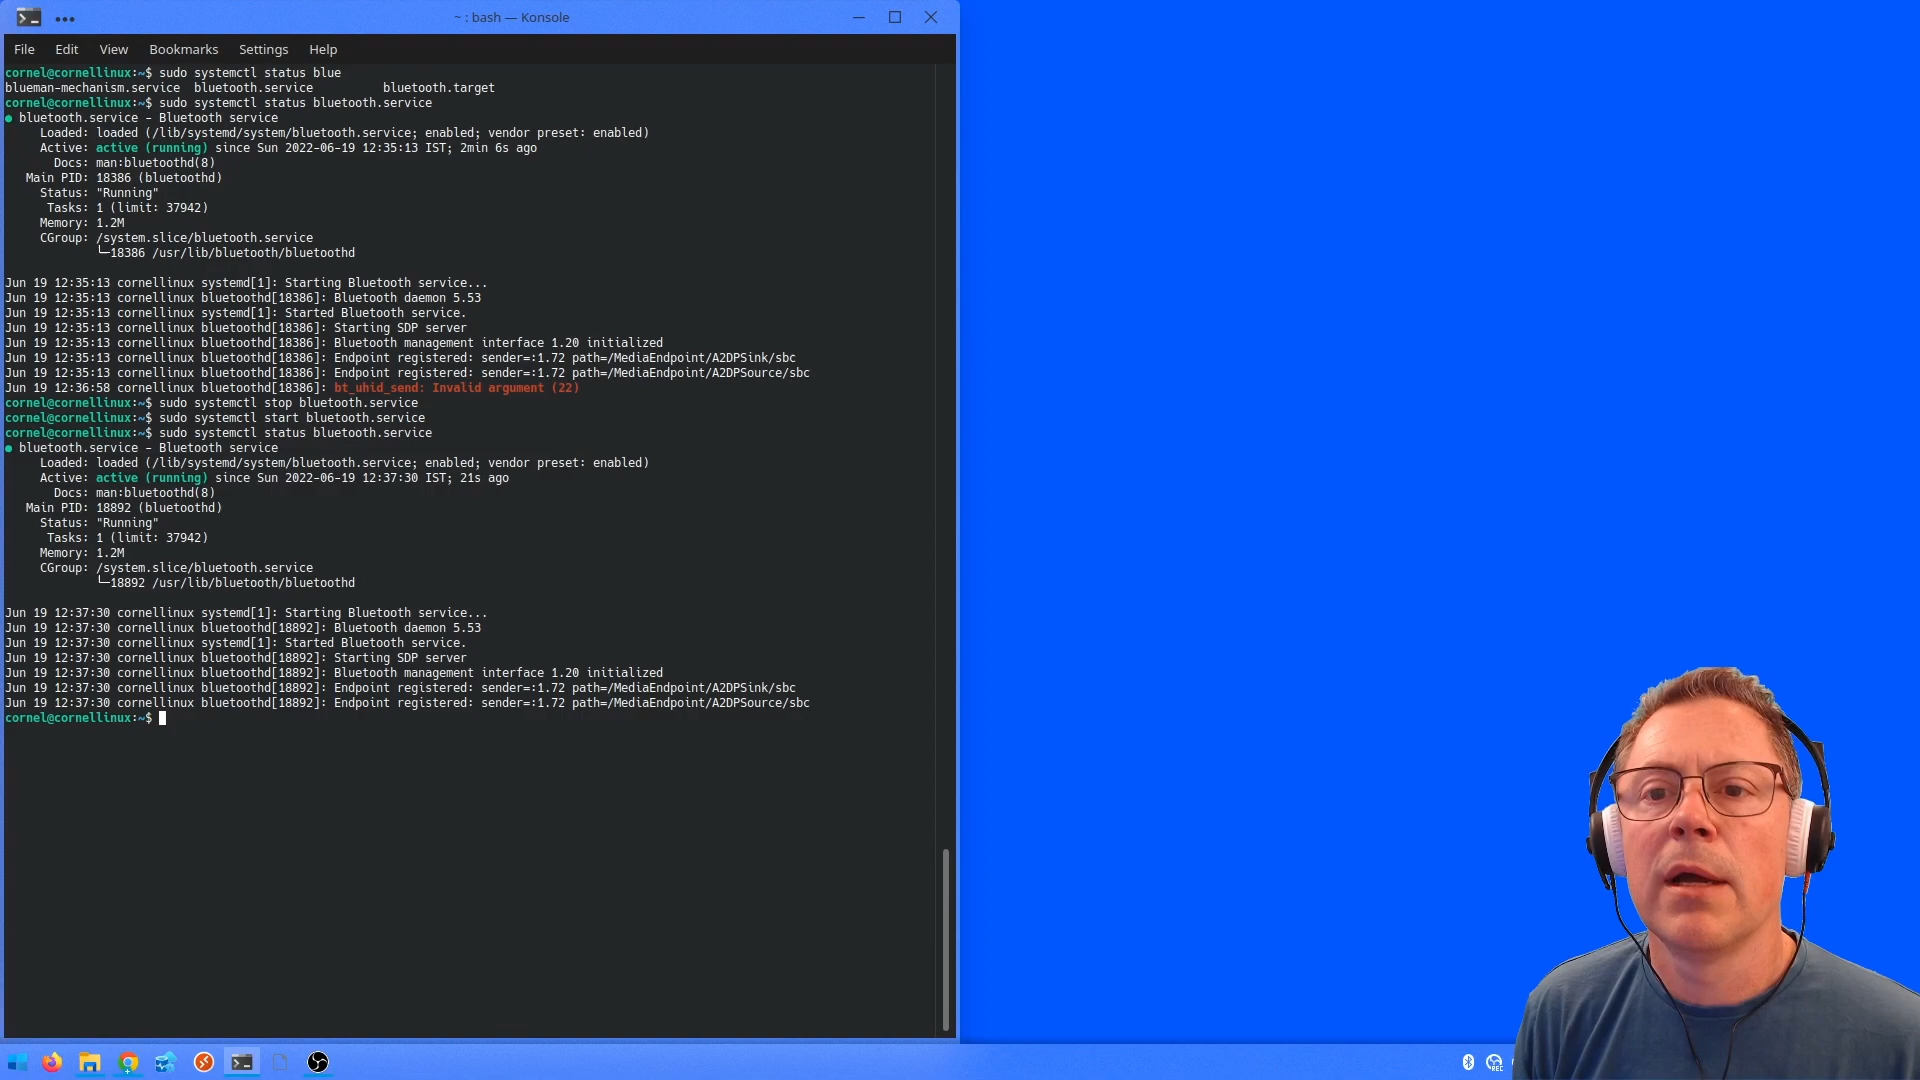 ~ : bash — Konsole
File Edit View Bookmarks Settings Help
cornel@cornellinux:~$ sudo systemctl status blue
blueman-mechanism.service  bluetooth.service          bluetooth.target
cornel@cornellinux:~$ sudo systemctl status bluetooth.service
● bluetooth.service - Bluetooth service
     Loaded: loaded (/lib/systemd/system/bluetooth.service; enabled; vendor preset: enabled)
     Active: active (running) since Sun 2022-06-19 12:35:13 IST; 2min 6s ago
       Docs: man:bluetoothd(8)
   Main PID: 18386 (bluetoothd)
     Status: "Running"
      Tasks: 1 (limit: 37942)
     Memory: 1.2M
     CGroup: /system.slice/bluetooth.service
             └─18386 /usr/lib/bluetooth/bluetoothd
Jun 19 12:35:13 cornellinux systemd[1]: Starting Bluetooth service...
Jun 19 12:35:13 cornellinux bluetoothd[18386]: Bluetooth daemon 5.53
Jun 19 12:35:13 cornellinux systemd[1]: Started Bluetooth service.
Jun 19 12:35:13 cornellinux bluetoothd[18386]: Starting SDP server
Jun 19 12:35:13 cornellinux bluetoothd[18386]: Bluetooth management interface 1.20 initialized
Jun 19 12:35:13 cornellinux bluetoothd[18386]: Endpoint registered: sender=:1.72 path=/MediaEndpoint/A2DPSink/sbc
Jun 19 12:35:13 cornellinux bluetoothd[18386]: Endpoint registered: sender=:1.72 path=/MediaEndpoint/A2DPSource/sbc
Jun 19 12:36:58 cornellinux bluetoothd[18386]: bt_uhid_send: Invalid argument (22)
cornel@cornellinux:~$ sudo systemctl stop bluetooth.service
cornel@cornellinux:~$ sudo systemctl start bluetooth.service
cornel@cornellinux:~$ sudo systemctl status bluetooth.service
● bluetooth.service - Bluetooth service
     Loaded: loaded (/lib/systemd/system/bluetooth.service; enabled; vendor preset: enabled)
     Active: active (running) since Sun 2022-06-19 12:37:30 IST; 21s ago
       Docs: man:bluetoothd(8)
   Main PID: 18892 (bluetoothd)
     Status: "Running"
      Tasks: 1 (limit: 37942)
     Memory: 1.2M
     CGroup: /system.slice/bluetooth.service
             └─18892 /usr/lib/bluetooth/bluetoothd
Jun 19 12:37:30 cornellinux systemd[1]: Starting Bluetooth service...
Jun 19 12:37:30 cornellinux bluetoothd[18892]: Bluetooth daemon 5.53
Jun 19 12:37:30 cornellinux systemd[1]: Started Bluetooth service.
Jun 19 12:37:30 cornellinux bluetoothd[18892]: Starting SDP server
Jun 19 12:37:30 cornellinux bluetoothd[18892]: Bluetooth management interface 1.20 initialized
Jun 19 12:37:30 cornellinux bluetoothd[18892]: Endpoint registered: sender=:1.72 path=/MediaEndpoint/A2DPSink/sbc
Jun 19 12:37:30 cornellinux bluetoothd[18892]: Endpoint registered: sender=:1.72 path=/MediaEndpoint/A2DPSource/sbc
cornel@cornellinux:~$
REC